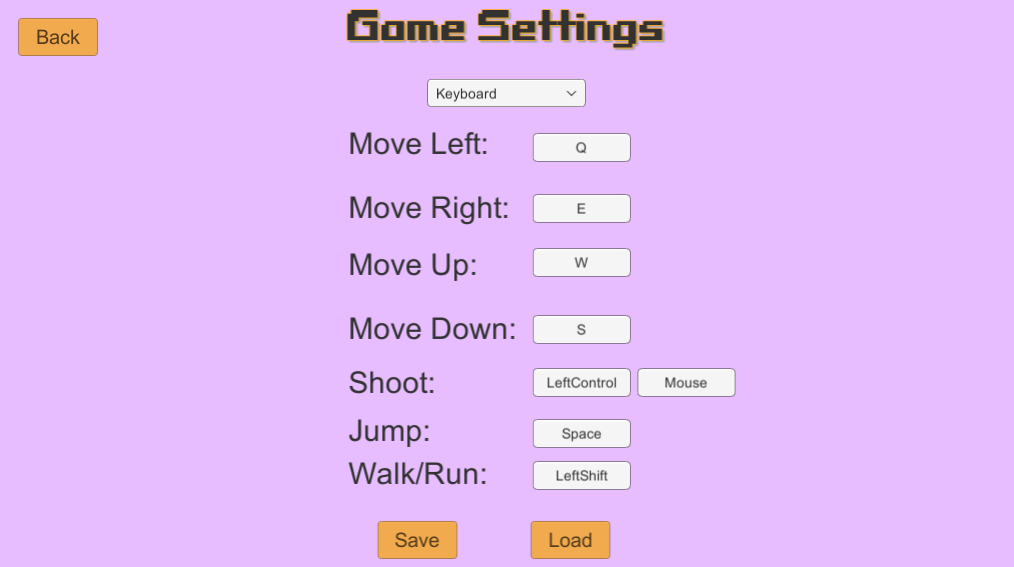 Back
Game Settings
Keyboard
Move Left: Q
Move Right: E
Move Up: W
Move Down: S
Shoot: LeftControl Mouse
Jump: Space
Walk/Run: LeftShift
Save Load